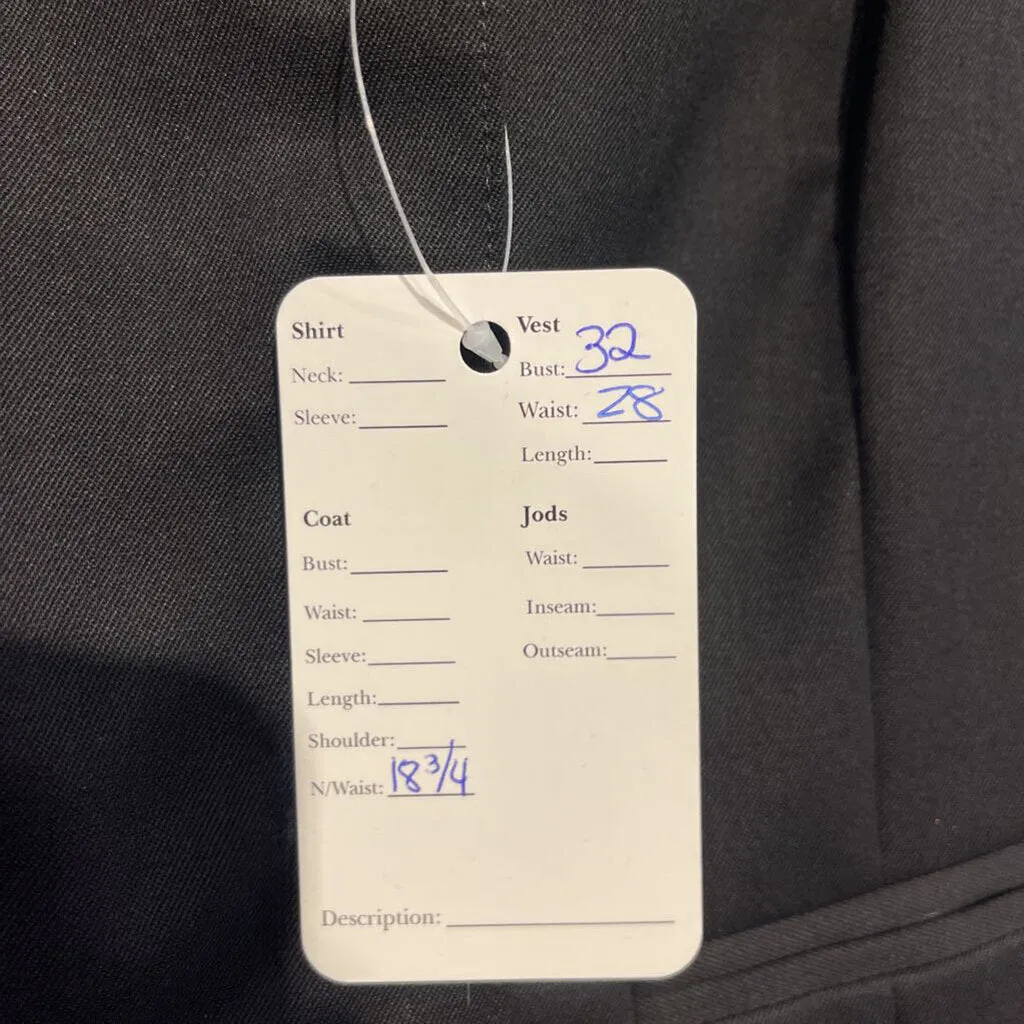 Shirt
Neck:
Sleeve:
Vest
Bust: 32
Waist: 28
Length:
Coat
Bust:
Waist:
Sleeve:
Length:
Shoulder:
N/Waist: 18 3/4
Jods
Waist:
Inseam:
Outseam:
Description: